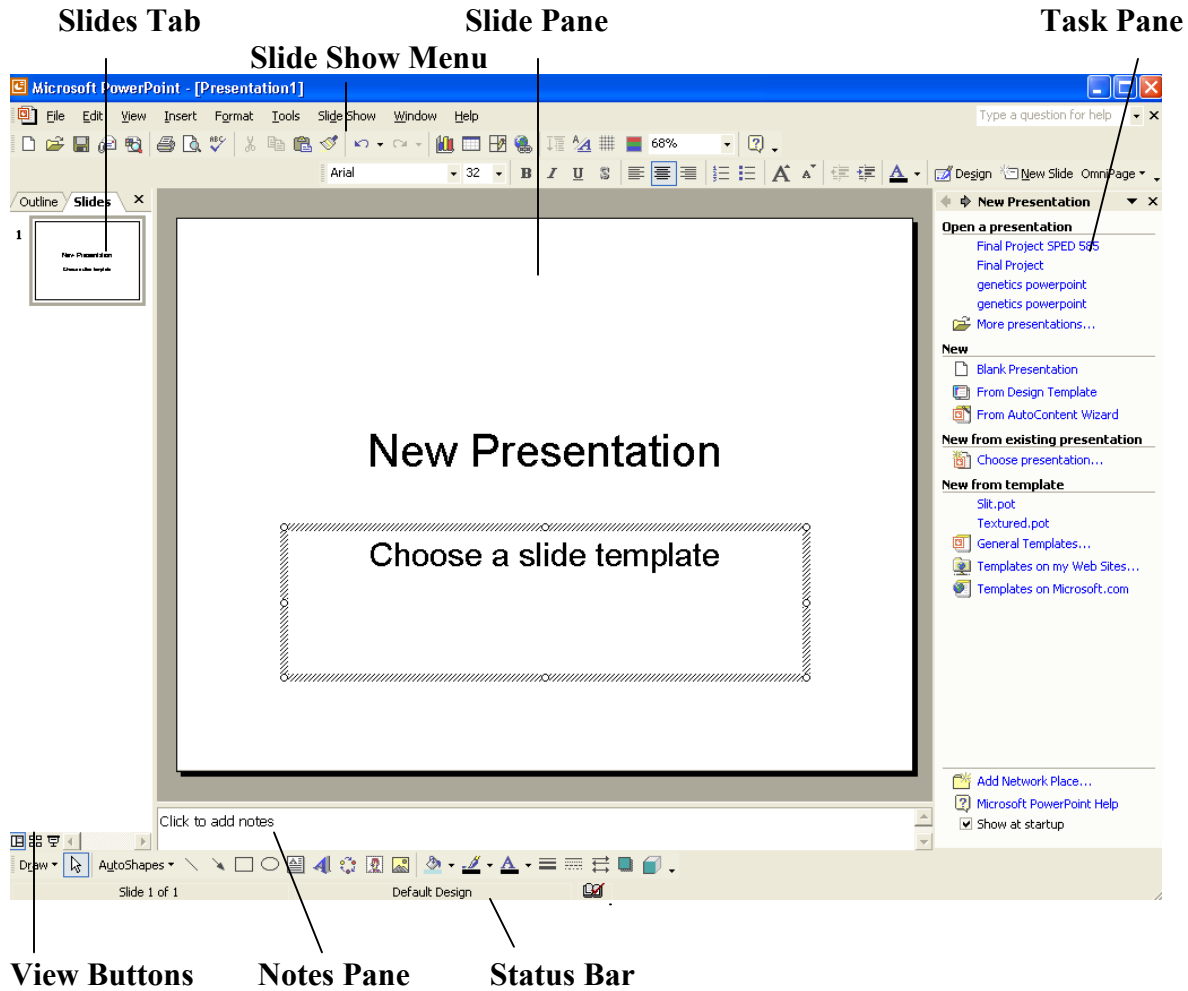 Slides Tab Slide Pane Task Pane
Slide Show Menu
Microsoft PowerPoint - [Presentation1]
File Edit View Insert Format Tools Slide Show Window Help Type a question for help
ABC 68%
Arial 32 B I U S A A A Design New Slide OmniPage
Outline Slides New Presentation
1
New Presentation
Choose a slide template
New Presentation
Choose a slide template
Open a presentation
Final Project SPED 585
Final Project
genetics powerpoint
genetics powerpoint
More presentations...
New
Blank Presentation
From Design Template
From AutoContent Wizard
New from existing presentation
Choose presentation...
New from template
Slit.pot
Textured.pot
General Templates...
Templates on my Web Sites...
Templates on Microsoft.com
Add Network Place...
Microsoft PowerPoint Help
Show at startup
Click to add notes
Draw AutoShapes
Slide 1 of 1 Default Design
View Buttons Notes Pane Status Bar